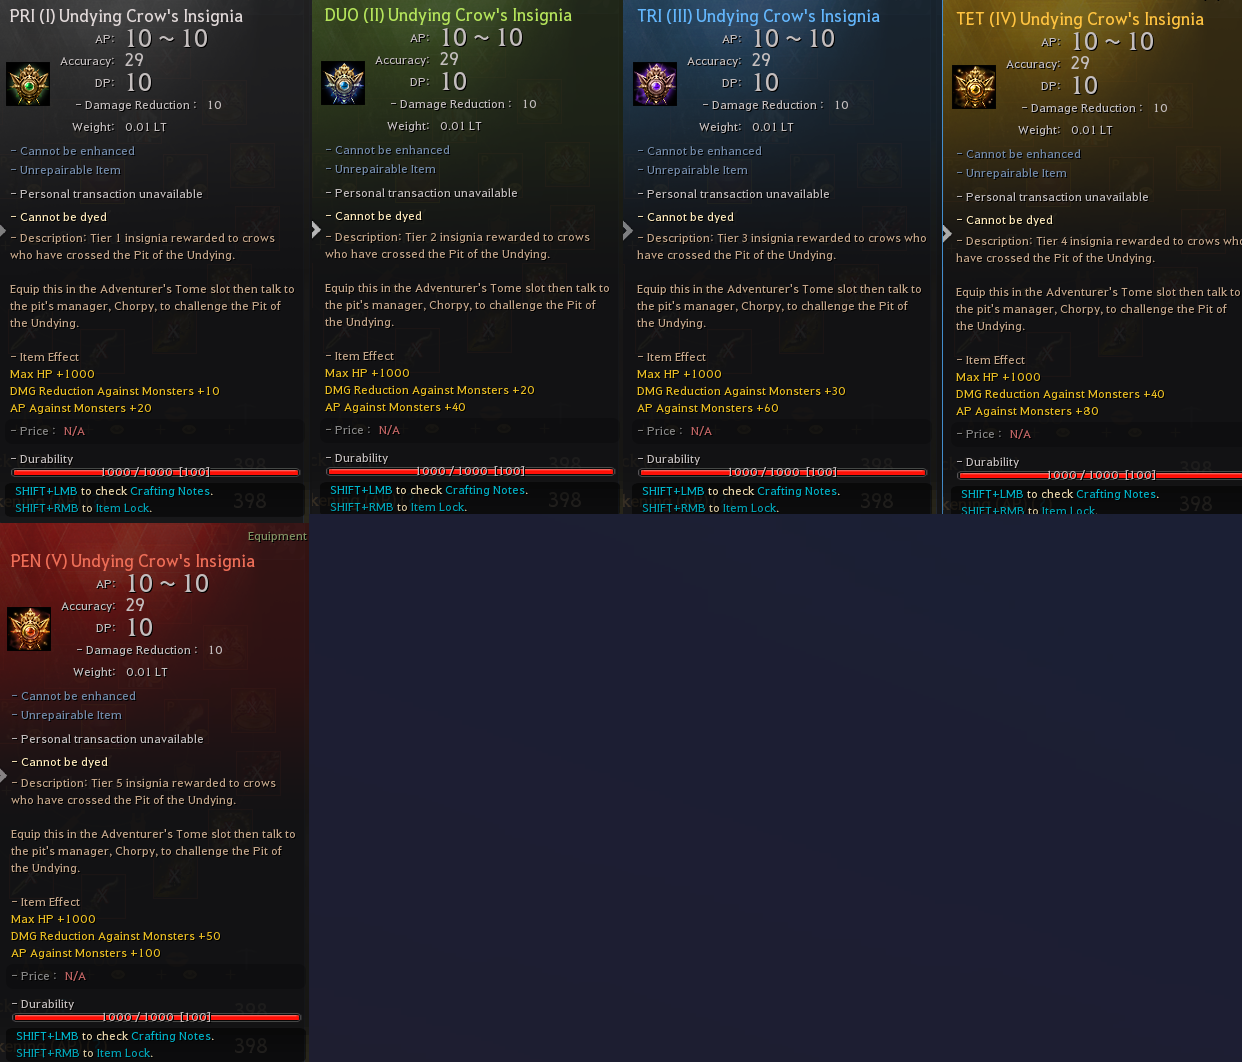 PRI (I) Undying Crow's Insignia
AP: 10 ~ 10
Accuracy: 29
DP: 10
- Damage Reduction : 10
Weight: 0.01 LT
- Cannot be enhanced
- Unrepairable Item
- Personal transaction unavailable
- Cannot be dyed
- Description: Tier 1 insignia rewarded to crows
who have crossed the Pit of the Undying.
Equip this in the Adventurer's Tome slot then talk to
the pit's manager, Chorpy, to challenge the Pit of
the Undying.
- Item Effect
Max HP +1000
DMG Reduction Against Monsters +10
AP Against Monsters +20
- Price : N/A
- Durability
1000 / 1000 [100]
SHIFT+LMB to check Crafting Notes.
SHIFT+RMB to Item Lock.
398
DUO (II) Undying Crow's Insignia
AP: 10 ~ 10
Accuracy: 29
DP: 10
- Damage Reduction : 10
Weight: 0.01 LT
- Cannot be enhanced
- Unrepairable Item
- Personal transaction unavailable
- Cannot be dyed
- Description: Tier 2 insignia rewarded to crows
who have crossed the Pit of the Undying.
Equip this in the Adventurer's Tome slot then talk to
the pit's manager, Chorpy, to challenge the Pit of
the Undying.
- Item Effect
Max HP +1000
DMG Reduction Against Monsters +20
AP Against Monsters +40
- Price : N/A
- Durability
1000 / 1000 [100]
SHIFT+LMB to check Crafting Notes.
SHIFT+RMB to Item Lock.
398
TRI (III) Undying Crow's Insignia
AP: 10 ~ 10
Accuracy: 29
DP: 10
- Damage Reduction : 10
Weight: 0.01 LT
- Cannot be enhanced
- Unrepairable Item
- Personal transaction unavailable
- Cannot be dyed
- Description: Tier 3 insignia rewarded to crows who
have crossed the Pit of the Undying.
Equip this in the Adventurer's Tome slot then talk to
the pit's manager, Chorpy, to challenge the Pit of
the Undying.
- Item Effect
Max HP +1000
DMG Reduction Against Monsters +30
AP Against Monsters +60
- Price : N/A
- Durability
1000 / 1000 [100]
SHIFT+LMB to check Crafting Notes.
SHIFT+RMB to Item Lock.
398
TET (IV) Undying Crow's Insignia
AP: 10 ~ 10
Accuracy: 29
DP: 10
- Damage Reduction : 10
Weight: 0.01 LT
- Cannot be enhanced
- Unrepairable Item
- Personal transaction unavailable
- Cannot be dyed
- Description: Tier 4 insignia rewarded to crows who
have crossed the Pit of the Undying.
Equip this in the Adventurer's Tome slot then talk to
the pit's manager, Chorpy, to challenge the Pit of
the Undying.
- Item Effect
Max HP +1000
DMG Reduction Against Monsters +40
AP Against Monsters +80
- Price : N/A
- Durability
1000 / 1000 [100]
SHIFT+LMB to check Crafting Notes.
SHIFT+RMB to Item Lock.
398
Equipment
PEN (V) Undying Crow's Insignia
AP: 10 ~ 10
Accuracy: 29
DP: 10
- Damage Reduction : 10
Weight: 0.01 LT
- Cannot be enhanced
- Unrepairable Item
- Personal transaction unavailable
- Cannot be dyed
- Description: Tier 5 insignia rewarded to crows
who have crossed the Pit of the Undying.
Equip this in the Adventurer's Tome slot then talk to
the pit's manager, Chorpy, to challenge the Pit of
the Undying.
- Item Effect
Max HP +1000
DMG Reduction Against Monsters +50
AP Against Monsters +100
- Price : N/A
- Durability
1000 / 1000 [100]
SHIFT+LMB to check Crafting Notes.
SHIFT+RMB to Item Lock.
398